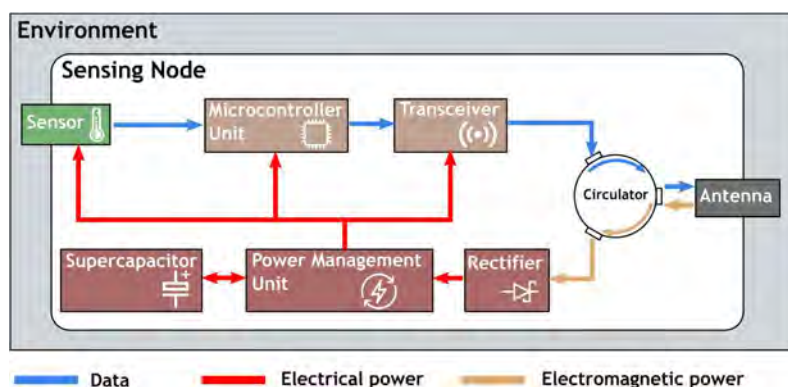 Environment
Sensing Node
Sensor
Microcontroller
Unit
Transceiver
Circulator
Antenna
Supercapacitor
+
Power Management
Unit
Rectifier
Data
Electrical power
Electromagnetic power